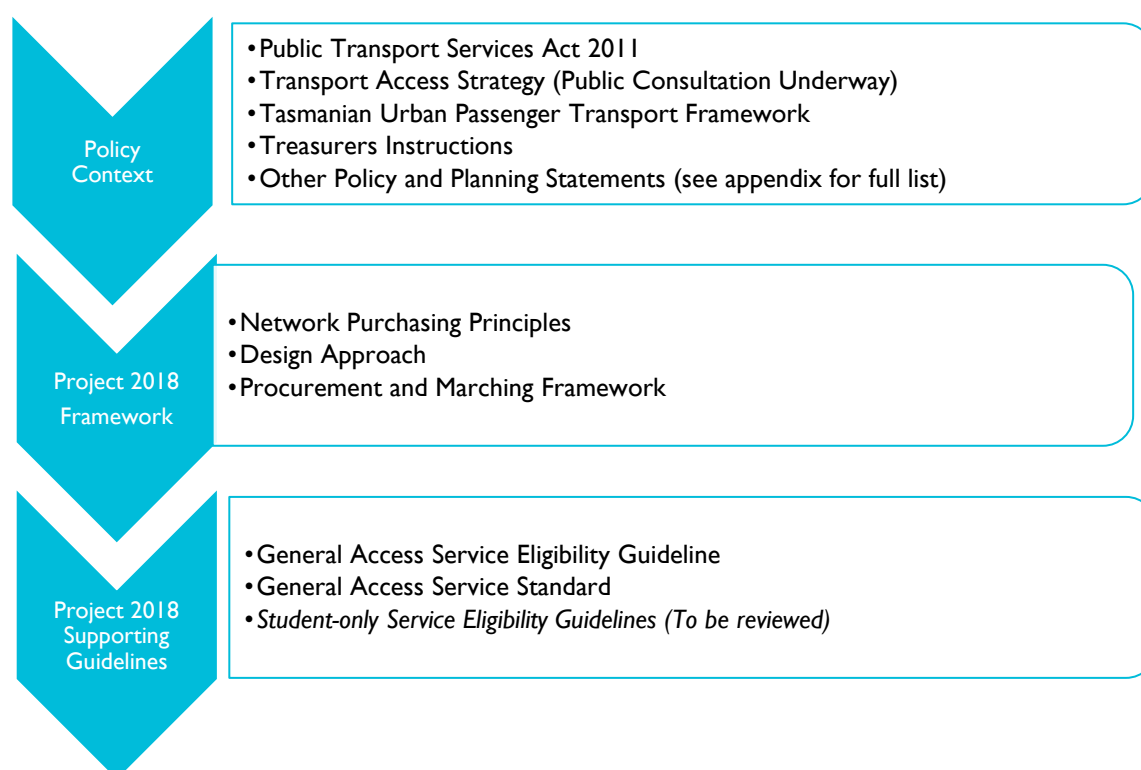 Policy
Context
•Public Transport Services Act 2011
•Transport Access Strategy (Public Consultation Underway)
•Tasmanian Urban Passenger Transport Framework
•Treasurers Instructions
•Other Policy and Planning Statements (see appendix for full list)
Project 2018
Framework
•Network Purchasing Principles
•Design Approach
•Procurement and Marching Framework
Project 2018
Supporting
Guidelines
•General Access Service Eligibility Guideline
•General Access Service Standard
•Student-only Service Eligibility Guidelines (To be reviewed)